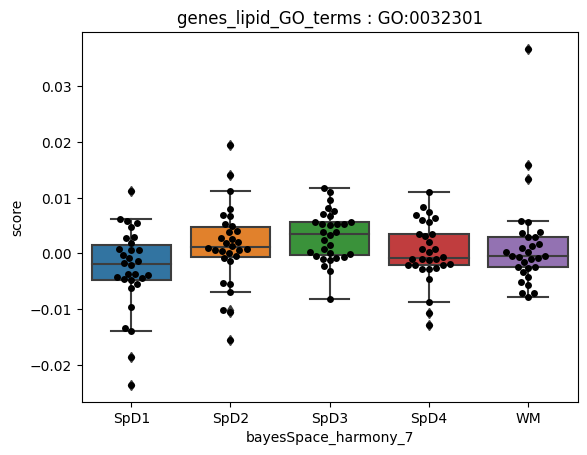 genes_lipid_GO_terms : GO:0032301
0.03
0.02
0.01
0.00
−0.01
−0.02
score
SpD1 SpD2 SpD3 SpD4 WM
bayesSpace_harmony_7